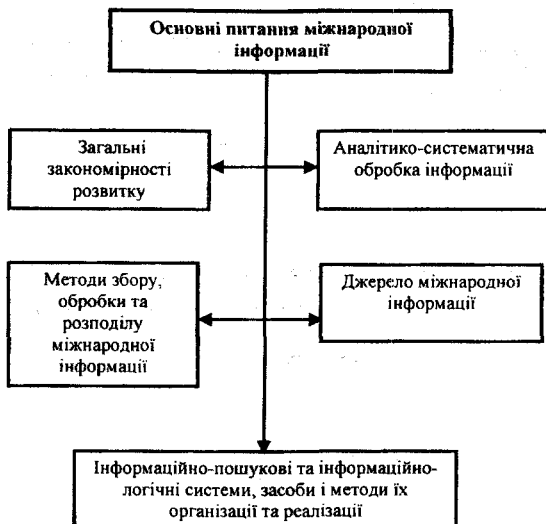 Основні питання міжнародної
інформації
Загальні
закономірності
розвитку
Аналітико-систематична
обробка інформації
Методи збору,
обробки та
розподілу
міжнародної
інформації
Джерело міжнародної
інформації
Інформаційно-пошукові та інформаційно-
логічні системи, засоби і методи їх
організації та реалізації